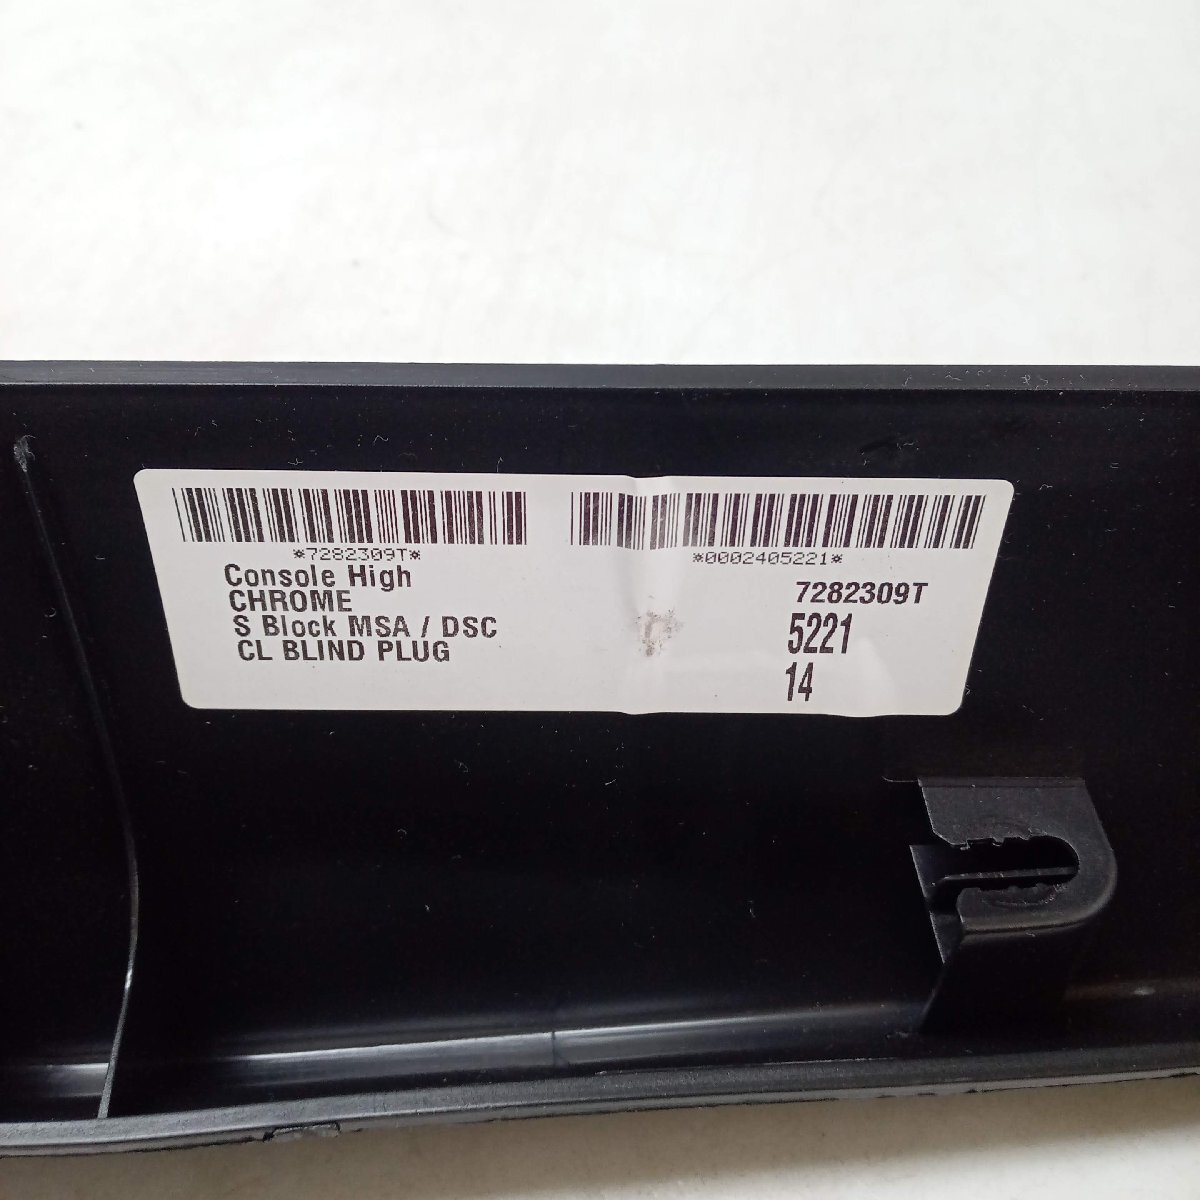 *7282309T*
*0002405221*
Console High
CHROME
S Block MSA / DSC
CL BLIND PLUG
7282309T
5221
14